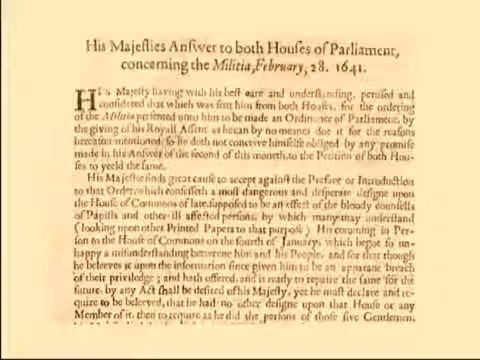 His Majeſties Anſwer to both Houſes of Parliament,
concerning the Militia, February, 28. 1641.
HIS Majeſty having with his beſt care and underſtanding, peruſed and
conſidered that which was ſent him from both Houſes, for the ordering
of the Militia preſented unto him to be made an Ordinance of Parliament, by
the giving of his Royall Aſſent as he can by no means doe it for the reaſons
hereafter mentioned, ſo he doth not conceive himſelfe obliged by any promiſe
made in his Anſwer of the ſecond of this moneth, to the Petition of both Hou-
ſes to yeeld the ſame.
His Majeſtie finds great cauſe to except againſt the Preface or Introduction
to that Order, which confeſſeth a moſt dangerous and deſperate deſigne upon
the Houſe of Commons of late, ſuppoſed to be an effect of the bloudy counſells
of Papiſts and other ill affected perſons, by which many may underſtand
(looking upon other Printed Papers to that purpoſe) His comming in Per-
ſon to the Houſe of Commons on the fourth of January, which begot ſo un-
happy a miſunderſtanding betweene him and his People, and for that though
he beleeves it upon the information ſince given him to be an apparant breach
of their priviledge; and hath offered, and is ready to repaire the ſame for the
future, by any Act ſhall be deſired of his Majeſty, yet he muſt declare and re-
quire to be beleeved, that he had no other deſigne upon that Houſe or any
Member of it, then to require as he did the perſons of thoſe five Gentlemen,